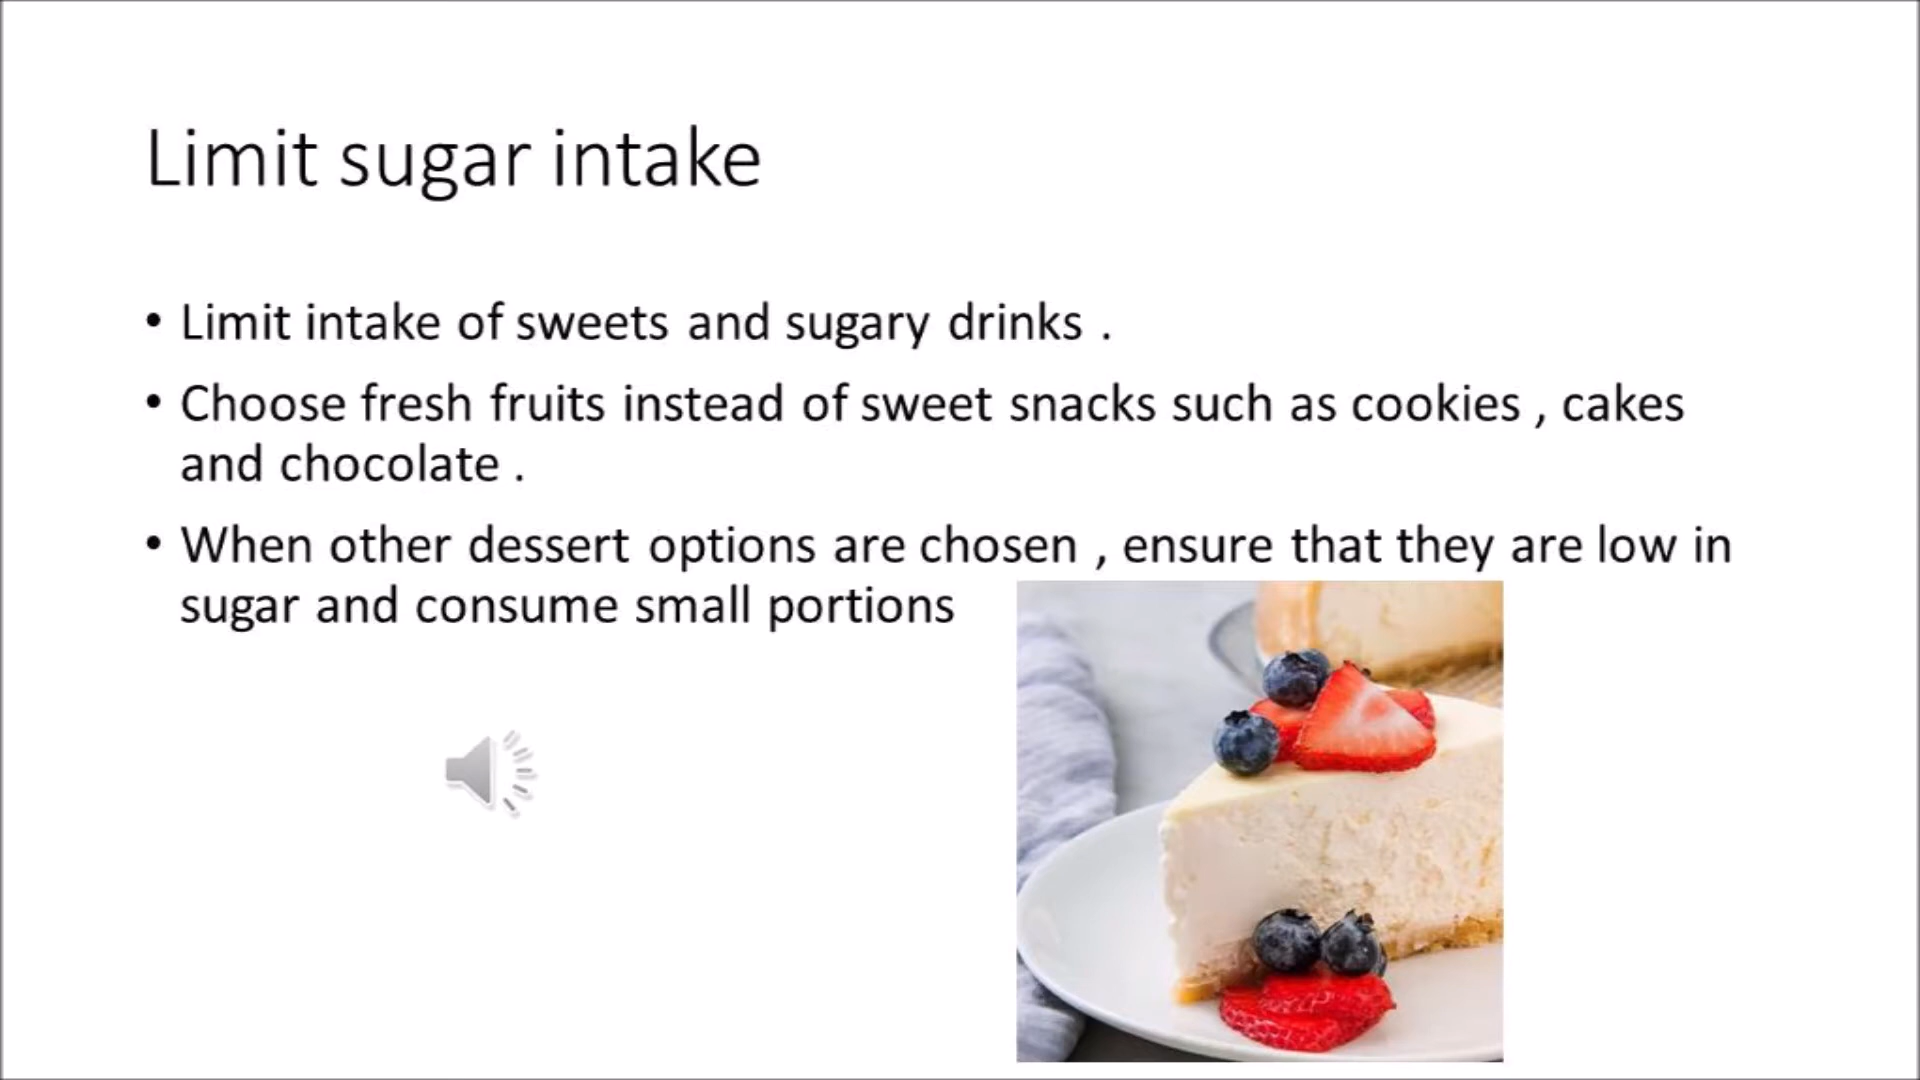 Limit sugar intake
• Limit intake of sweets and sugary drinks .
• Choose fresh fruits instead of sweet snacks such as cookies , cakes
and chocolate .
• When other dessert options are chosen , ensure that they are low in
sugar and consume small portions